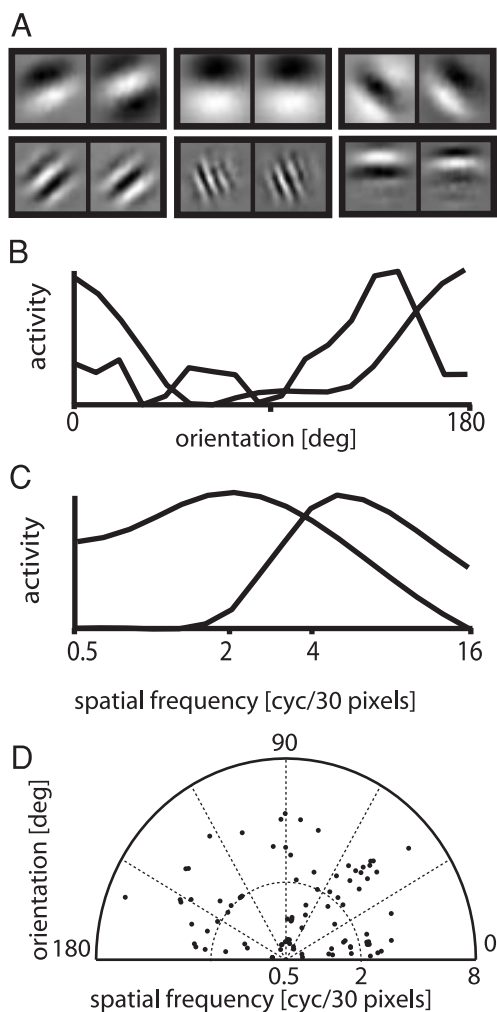 A
B
activity
0
180
orientation [deg]
C
activity
0.5
2
4
16
spatial frequency [cyc/30 pixels]
D
90
orientation [deg]
180
0
0.5
2
8
spatial frequency [cyc/30 pixels]